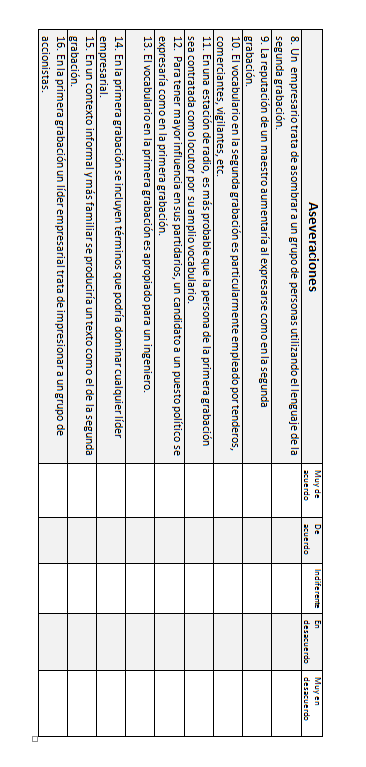 Aseveraciones
Muy de
acuerdo
De
acuerdo
Indiferente
En
desacuerdo
Muy en
desacuerdo
8. Un empresario trata de asombrar a un grupo de personas utilizando el lenguaje de la
segunda grabación.
9. La reputación de un maestro aumentaría al expresarse como en la segunda
grabación.
10. El vocabulario en la segunda grabación es particularmente empleado por tenderos,
comerciantes, vigilantes, etc.
11. En una estación de radio, es más probable que la persona de la primera grabación
sea contratada como locutor por su amplio vocabulario.
12. Para tener mayor influencia en sus partidarios, un candidato a un puesto político se
expresaría como en la primera grabación.
13. El vocabulario en la primera grabación es apropiado para un ingeniero.
14. En la primera grabación se incluyen términos que podría dominar cualquier líder
empresarial.
15. En un contexto informal y más familiar se produciría un texto como el de la segunda
grabación.
16. En la primera grabación un líder empresarial trata de impresionar a un grupo de
accionistas.